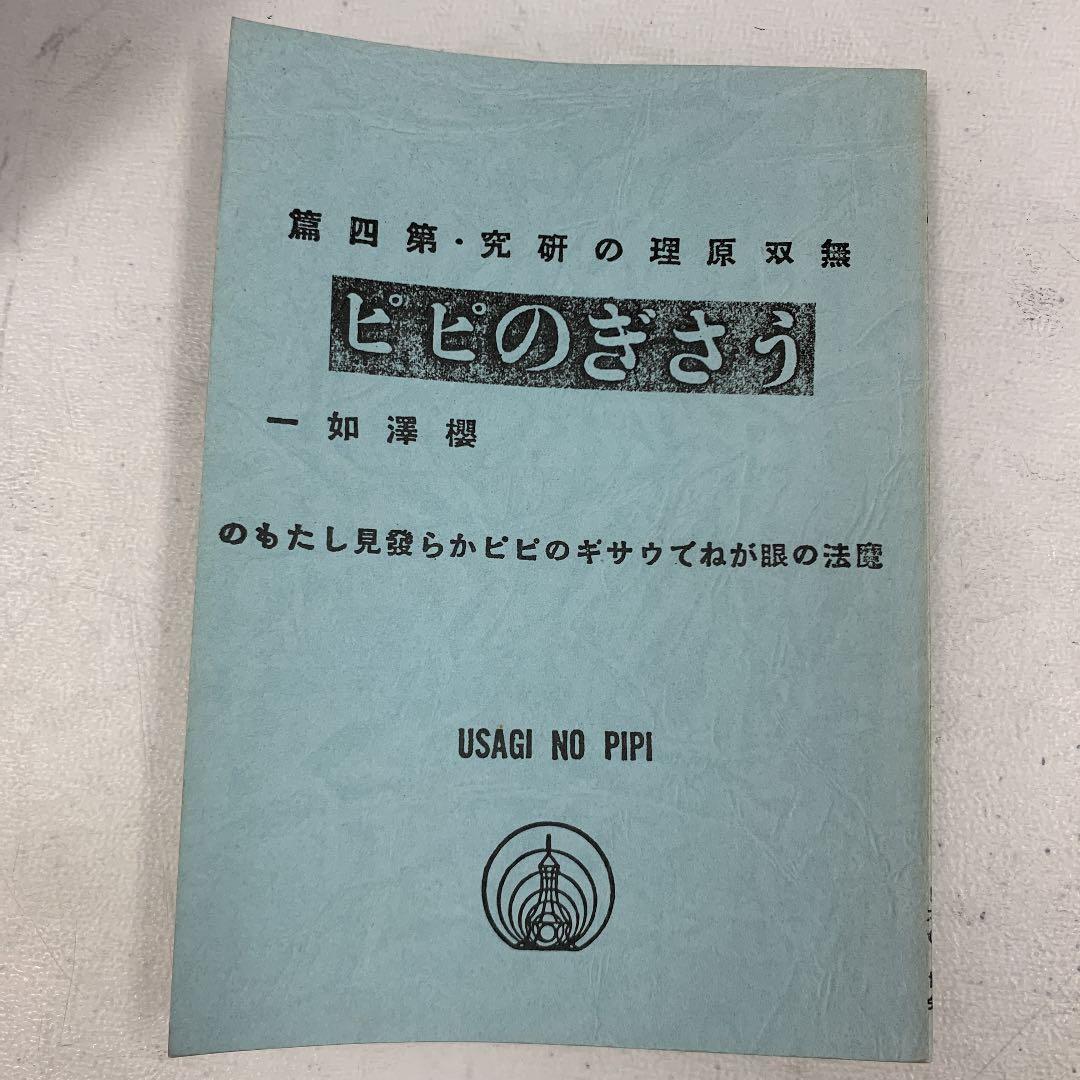 無双原理の研究・第四篇
うさぎのピピ
櫻澤如一
魔法の眼がねでウサギのピピから發見したもの
USAGI NO PIPI